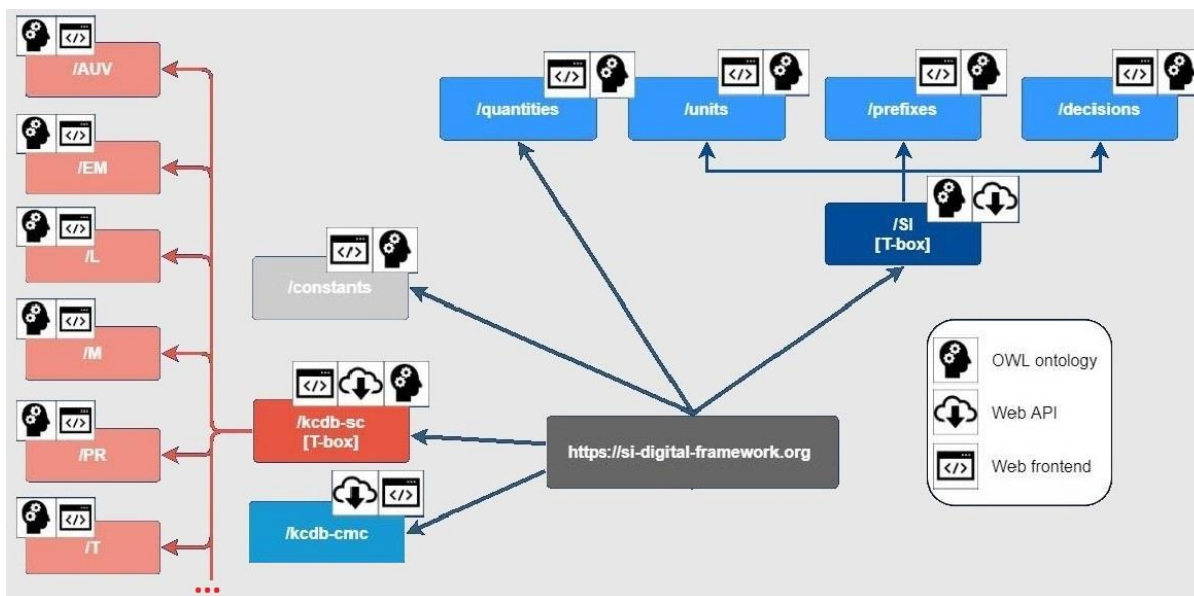 /AUV
/EM
/L
/M
/PR
/T
...
/quantities
/units
/prefixes
/decisions
/SI
[T-box]
/constants
/kcdb-sc
[T-box]
/kcdb-cmc
https://si-digital-framework.org
OWL ontology
Web API
</> Web frontend